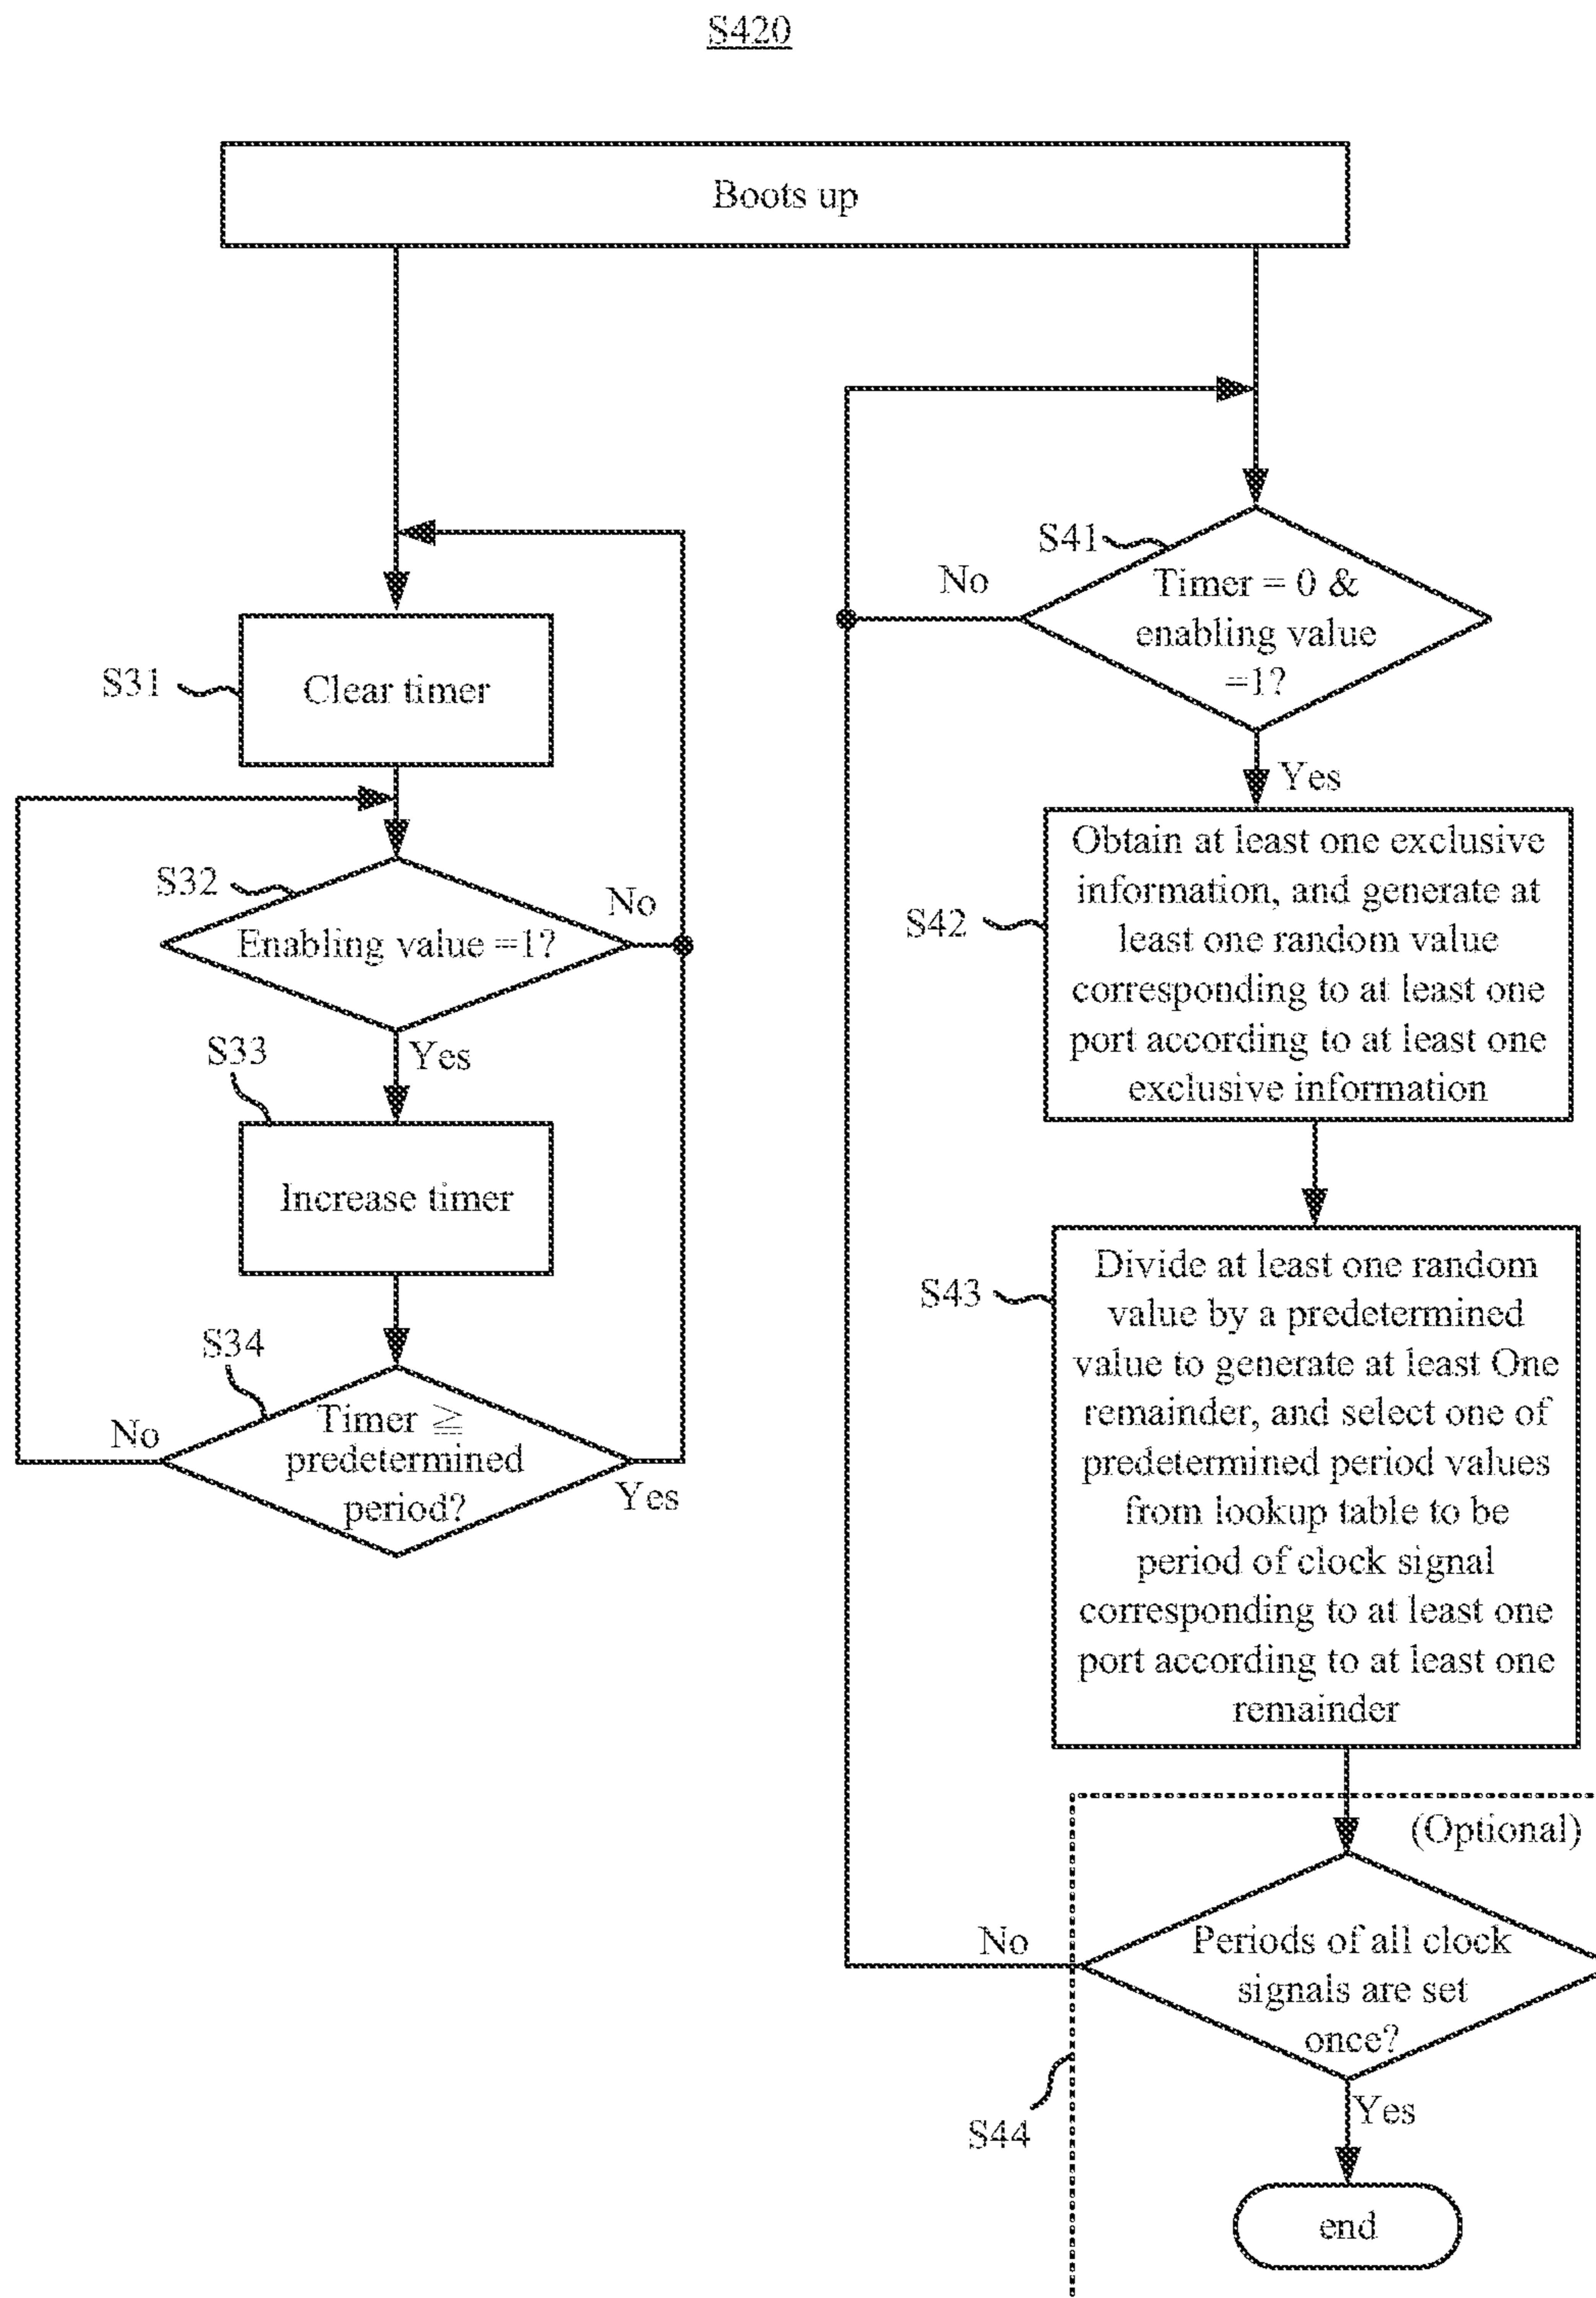 S420
Boots up
S31
Clear timer
S32
Enabling value =1?
No
Yes
S33
Increase timer
S34
Timer ≧
predetermined
period?
No
Yes
S41
Timer = 0 &
enabling value
=1?
No
Yes
S42
Obtain at least one exclusive
information, and generate at
least one random value
corresponding to at least one
port according to at least one
exclusive information
S43
Divide at least one random
value by a predetermined
value to generate at least One
remainder, and select one of
predetermined period values
from lookup table to be
period of clock signal
corresponding to at least one
port according to at least one
remainder
(Optional)
Periods of all clock
signals are set
once?
No
Yes
S44
end